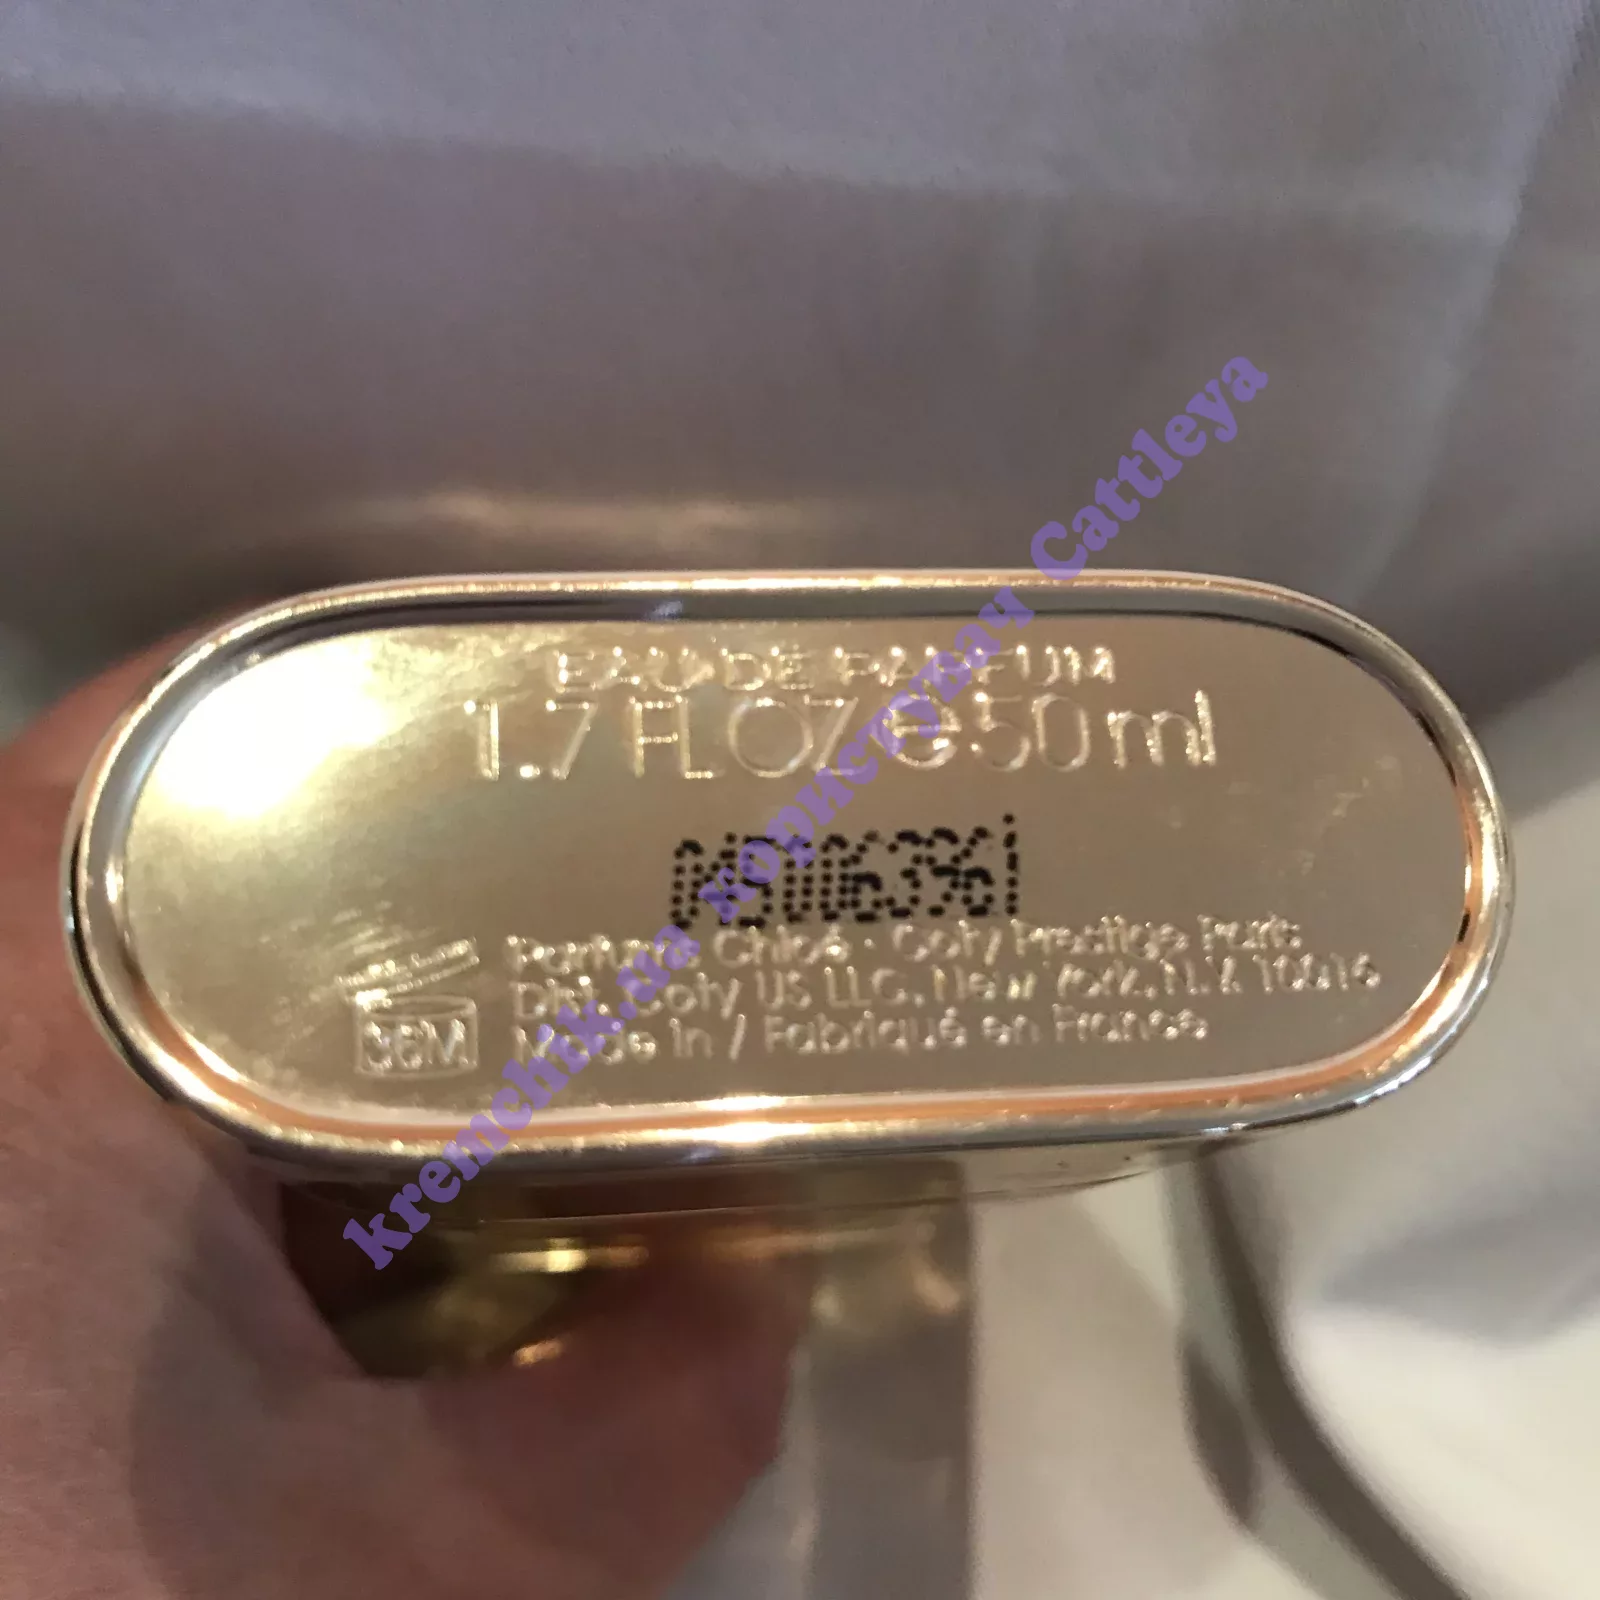 EAU DE PARFUM
1.7 FL OZ ℮ 50 ml
Parfums Chloé · Coty Prestige Paris
Dist. Coty US LLC, New York, N.Y. 10016
36M
Made in / Fabriqué en France
kremchik.ua користувач Cattleya